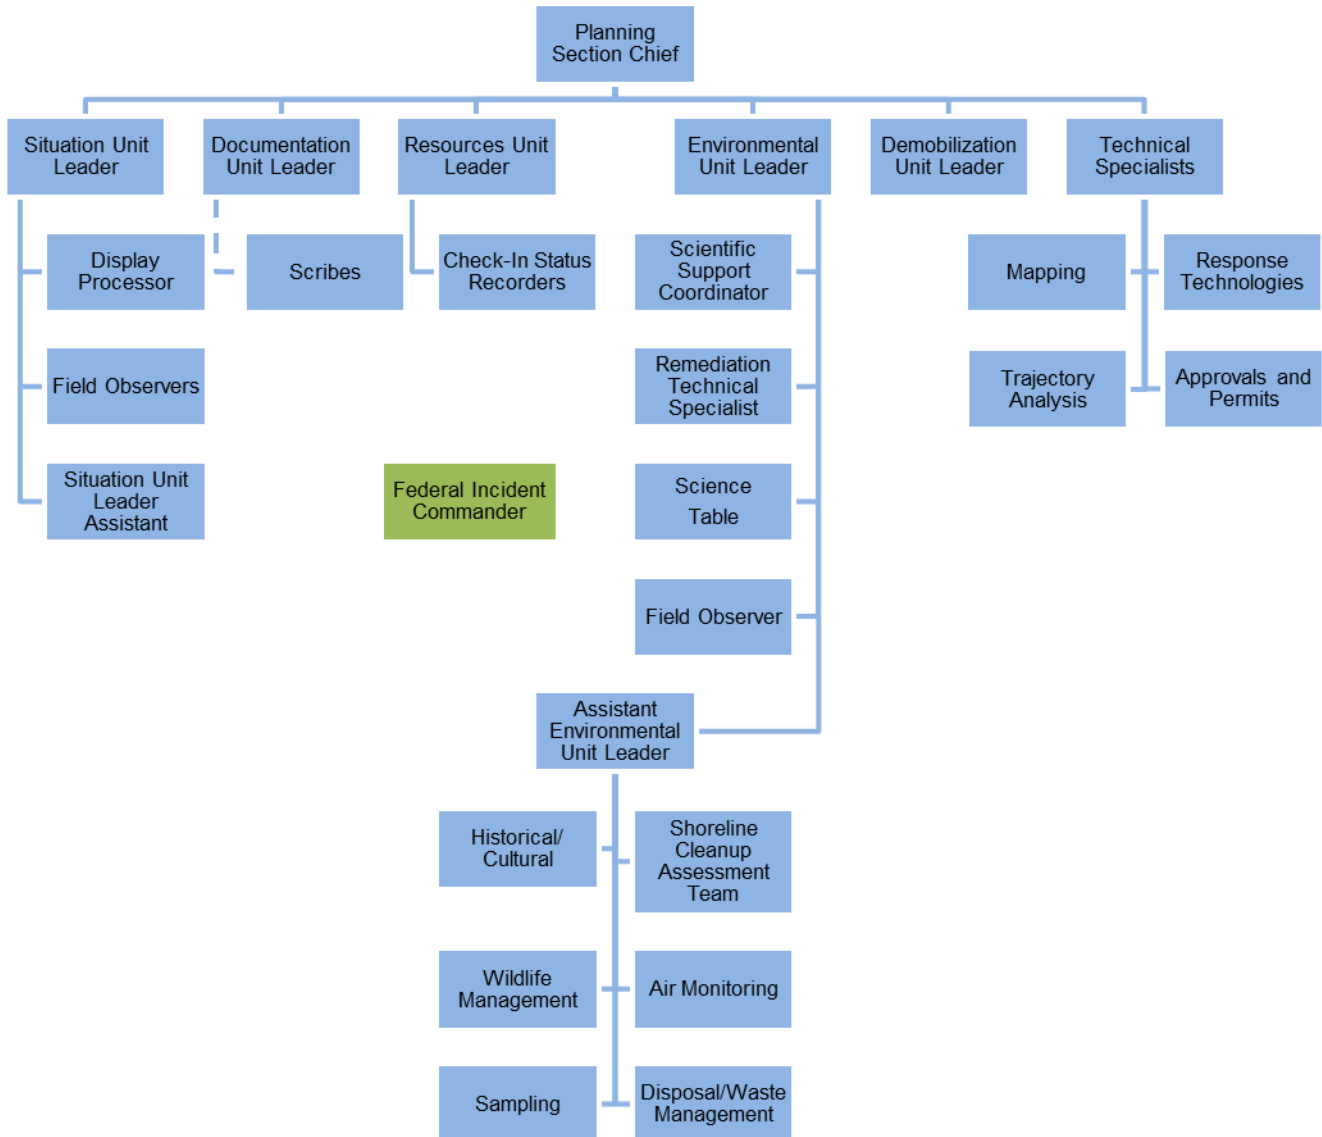 Planning
Section Chief
Situation Unit
Leader
Documentation
Unit Leader
Resources Unit
Leader
Environmental
Unit Leader
Demobilization
Unit Leader
Technical
Specialists
Display
Processor
Scribes
Check-In Status
Recorders
Scientific
Support
Coordinator
Mapping
Response
Technologies
Field Observers
Remediation
Technical
Specialist
Trajectory
Analysis
Approvals and
Permits
Situation Unit
Leader
Assistant
Federal Incident
Commander
Science
Table
Field Observer
Assistant
Environmental
Unit Leader
Historical/
Cultural
Shoreline
Cleanup
Assessment
Team
Wildlife
Management
Air Monitoring
Sampling
Disposal/Waste
Management